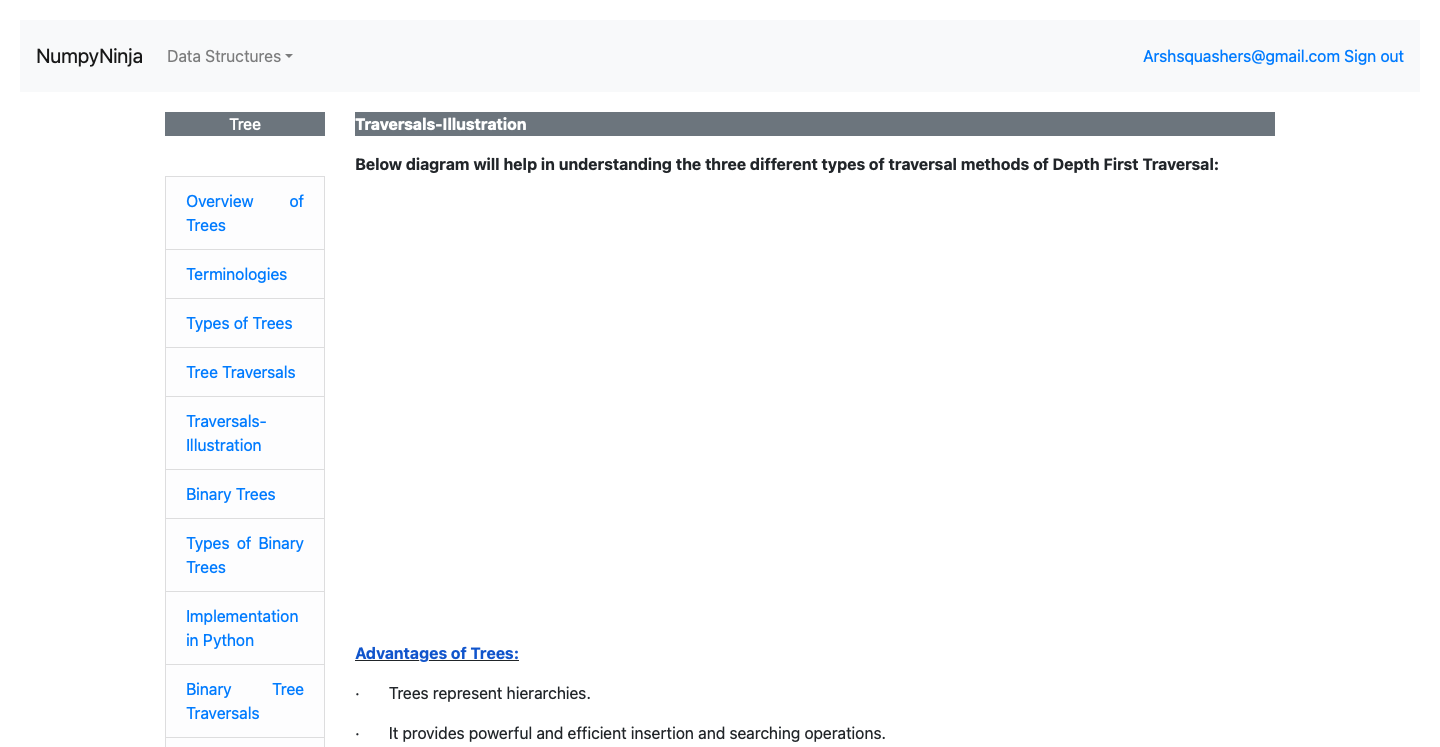 NumpyNinja Data Structures Arshsquashers@gmail.com Sign out
Tree
Overview of
Trees
Terminologies
Types of Trees
Tree Traversals
Traversals-
Illustration
Binary Trees
Types of Binary
Trees
Implementation
in Python
Binary Tree
Traversals
Traversals-Illustration
Below diagram will help in understanding the three different types of traversal methods of Depth First Traversal:
Advantages of Trees:
· Trees represent hierarchies.
· It provides powerful and efficient insertion and searching operations.